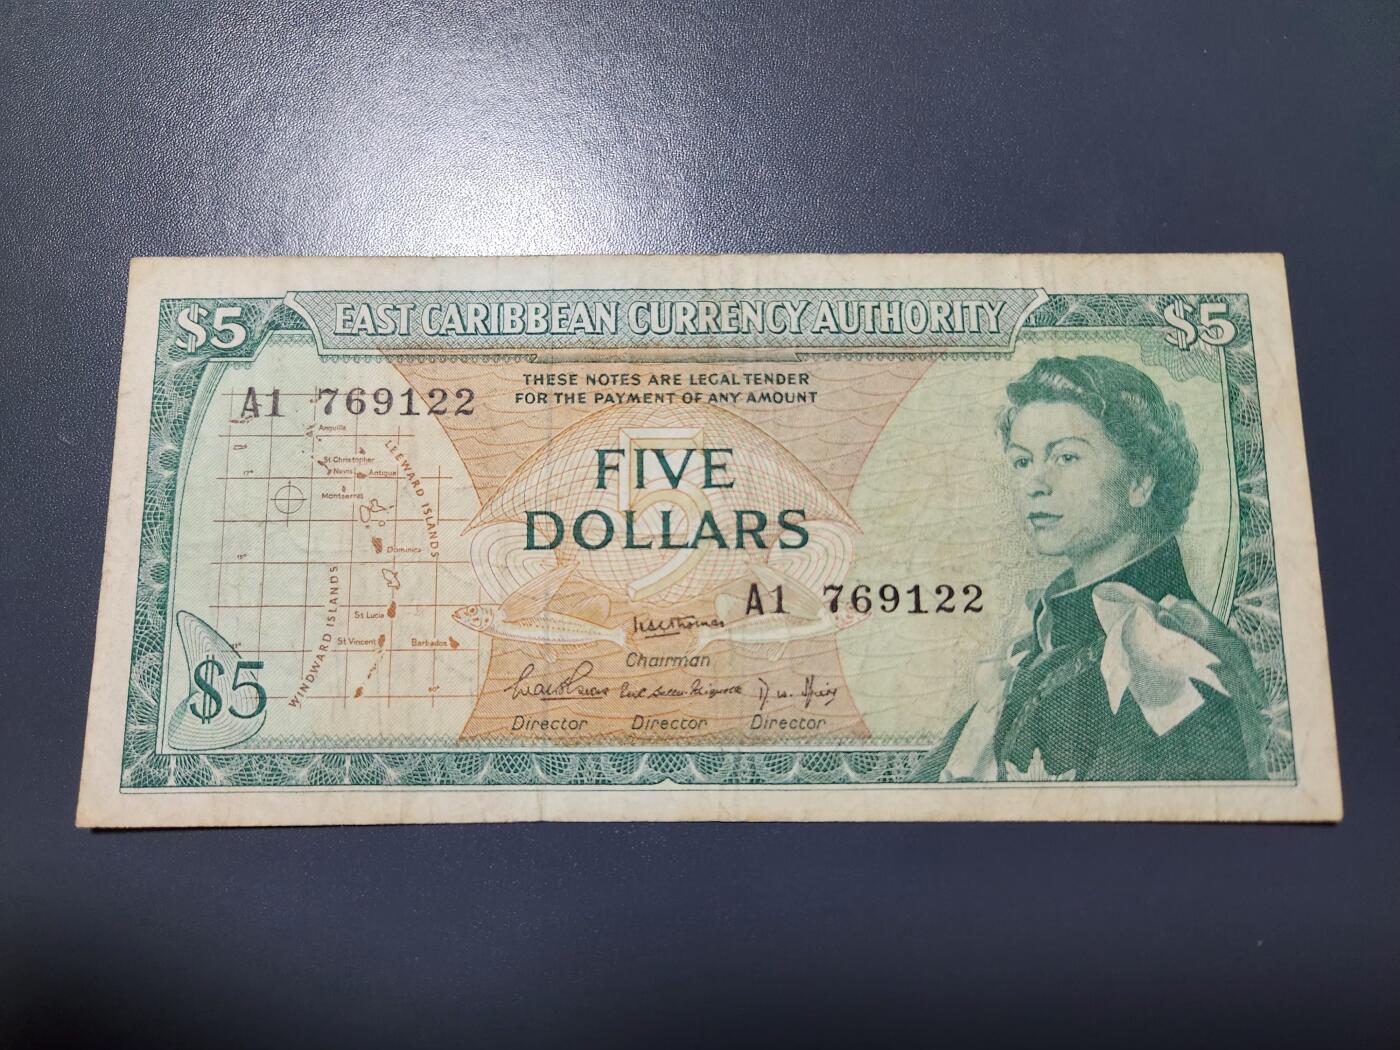 EAST CARIBBEAN CURRENCY AUTHORITY
$5
$5
THESE NOTES ARE LEGAL TENDER
FOR THE PAYMENT OF ANY AMOUNT
A1 769122
Anguilla
St Christopher
Nevis
Antigua
Montserrat
LEEWARD ISLANDS
Dominica
WINDWARD ISLANDS
St Lucia
St Vincent
Barbados
5
FIVE
DOLLARS
A1 769122
Chairman
Director
Director
Director
$5